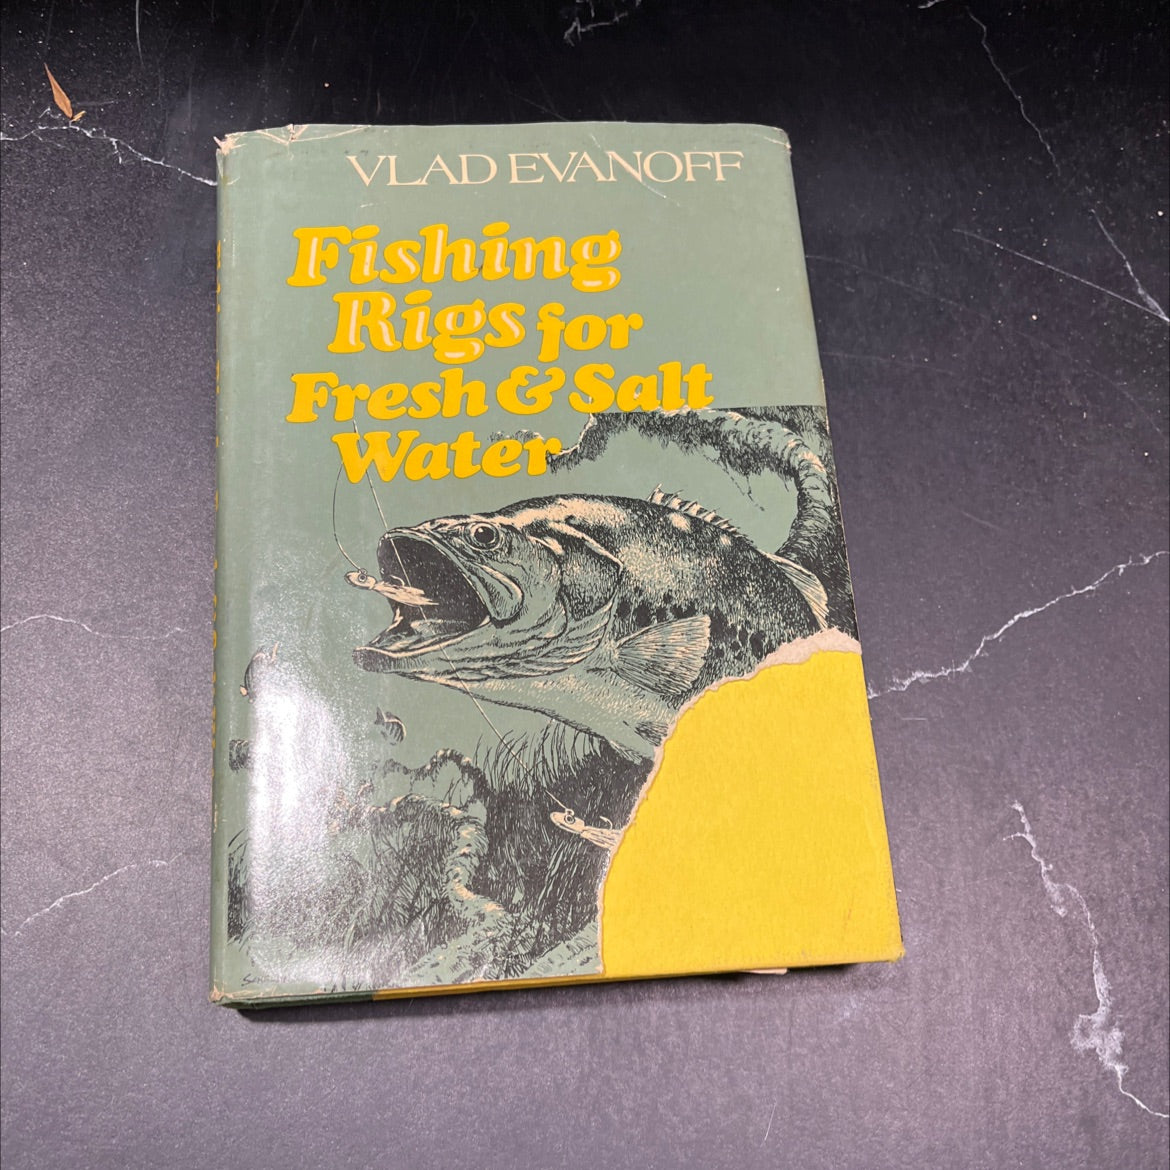 VLAD EVANOFF
Fishing
Rigs for
Fresh & Salt
Water